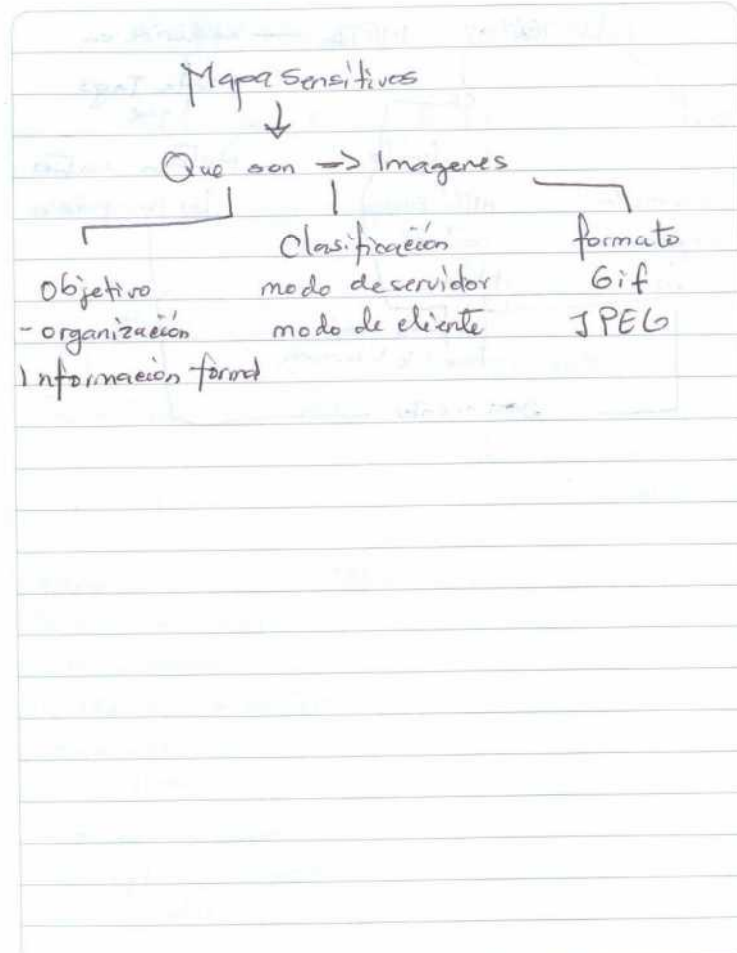 Mapa Sensitivos
Que son -> Imagenes
Objetivo
- organización
Información formal
Clasificación
modo de servidor
modo de cliente
formato
Gif
JPEG